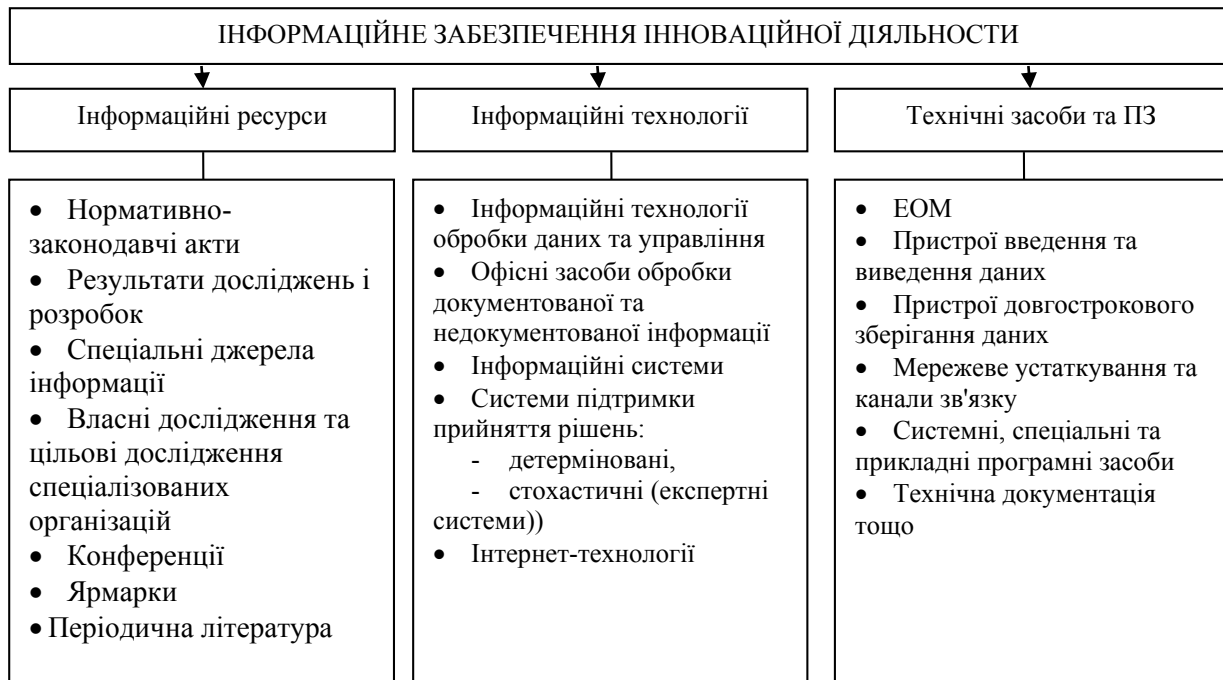 ІНФОРМАЦІЙНЕ ЗАБЕЗПЕЧЕННЯ ІННОВАЦІЙНОЇ ДІЯЛЬНОСТИ
Інформаційні ресурси
Інформаційні технології
Технічні засоби та ПЗ
• Нормативно-
законодавчі акти
• Результати досліджень і
розробок
• Спеціальні джерела
інформації
• Власні дослідження та
цільові дослідження
спеціалізованих
організацій
• Конференції
• Ярмарки
• Періодична література
• Інформаційні технології
обробки даних та управління
• Офісні засоби обробки
документованої та
недокументованої інформації
• Інформаційні системи
• Системи підтримки
прийняття рішень:
- детерміновані,
- стохастичні (експертні
системи))
• Інтернет-технології
• ЕОМ
• Пристрої введення та
виведення даних
• Пристрої довгострокового
зберігання даних
• Мережеве устаткування та
канали зв'язку
• Системні, спеціальні та
прикладні програмні засоби
• Технічна документація
тощо